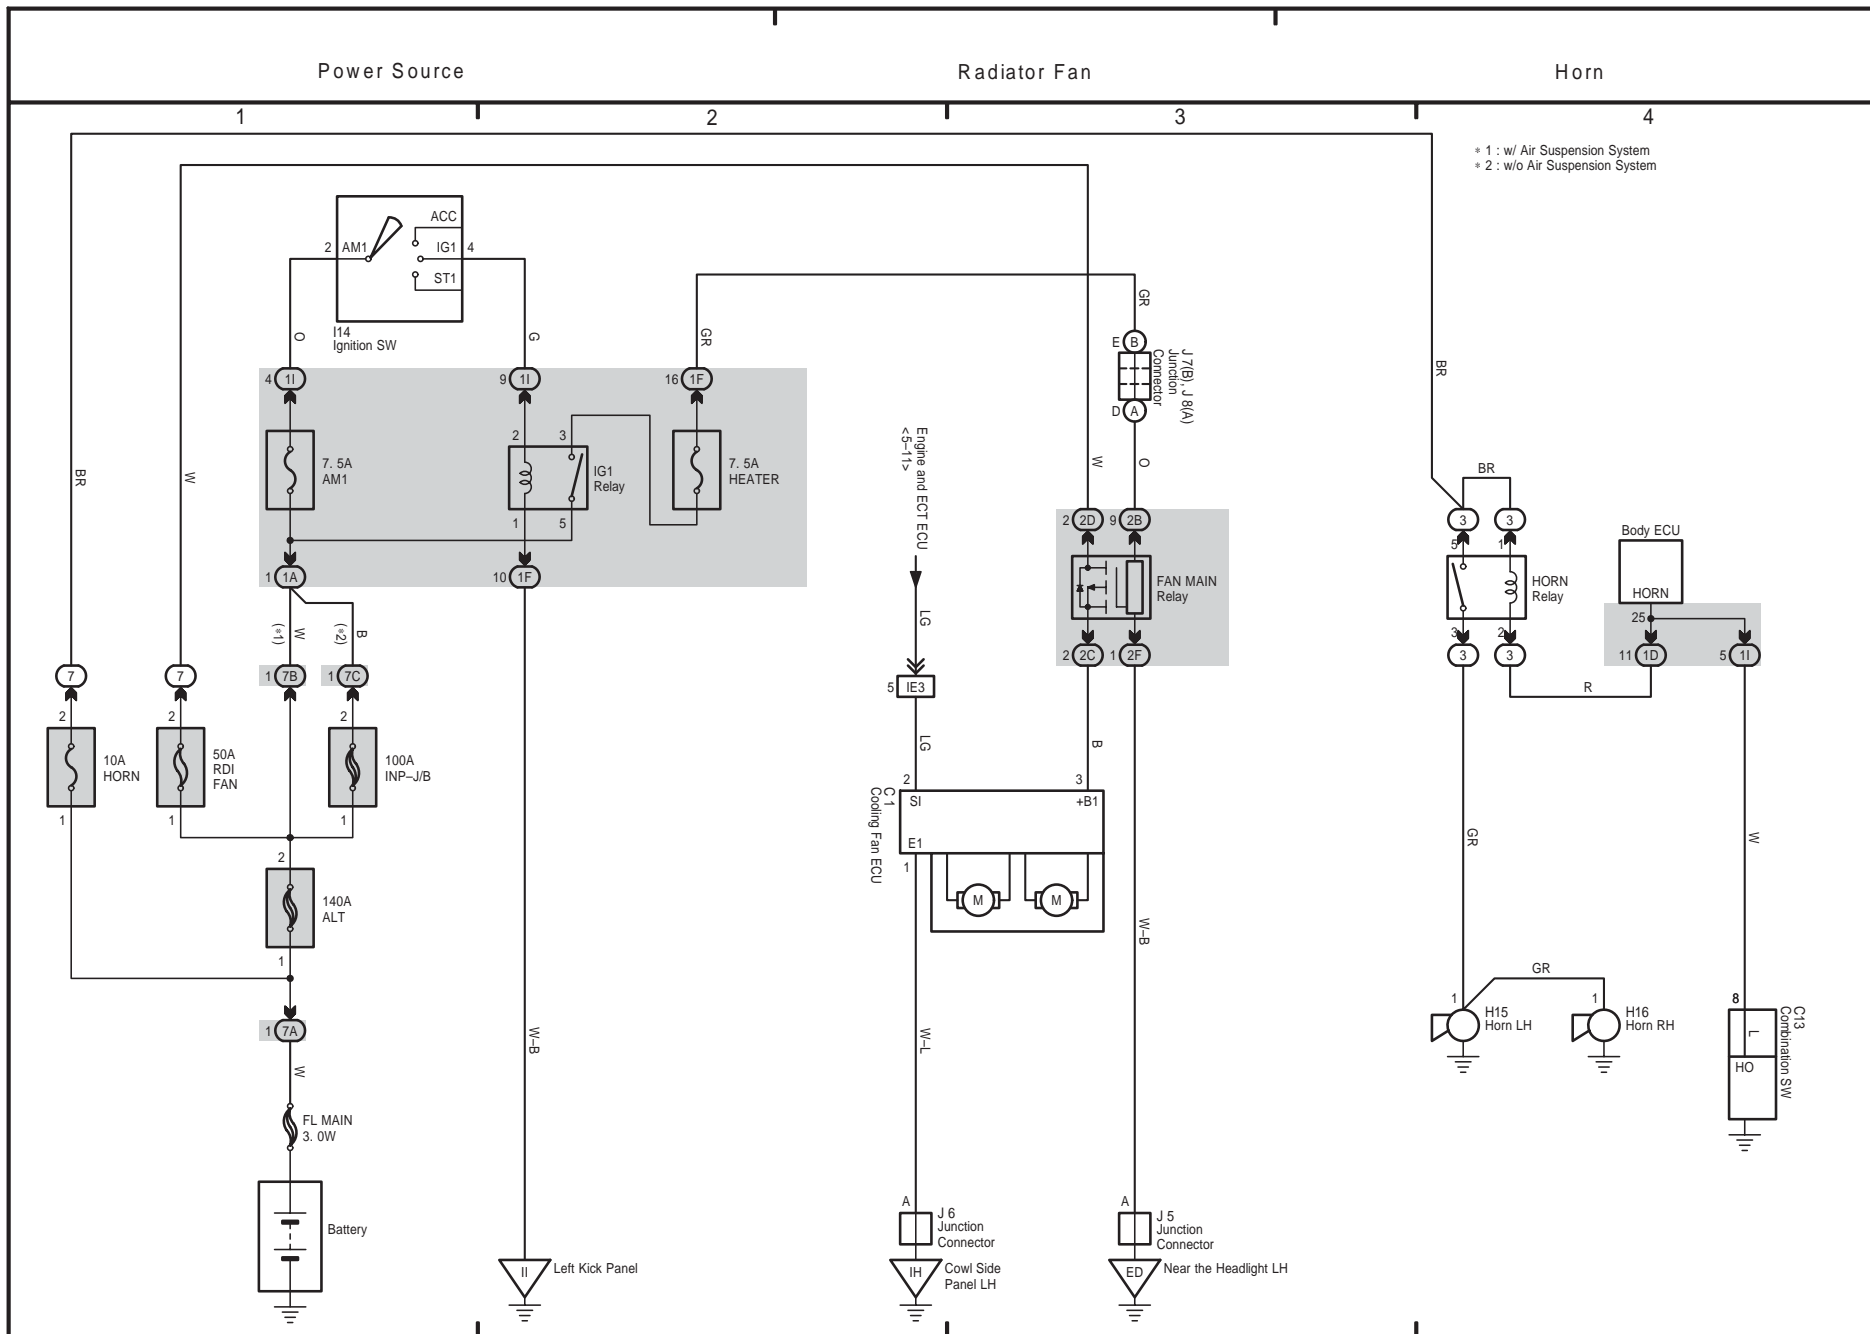 Power Source
Radiator Fan
Horn
1
2
3
4
* 1 : w/ Air Suspension System
* 2 : w/o Air Suspension System
ACC
2
AM1
IG1
4
ST1
I14
Ignition SW
O
G
GR
GR
BR
E
B
D
A
J 7(B), J 8(A)
Junction
Connector
4
1I
9
1I
16
1F
BR
W
7. 5A
AM1
2
3
1
5
IG1
Relay
7. 5A
HEATER
Engine and ECT ECU
<5–11>
W
O
BR
1
1A
10
1F
2
2D
9
2B
FAN MAIN
Relay
2
2C
1
2F
3
3
5
1
HORN
Relay
3
2
3
3
Body ECU
HORN
25
11
1D
5
1I
R
W
(*1)
B
(*2)
LG
7
7
1
7B
1
7C
5
IE3
2
2
2
10A
HORN
50A
RDI
FAN
100A
INP–J/B
1
1
1
LG
B
2
SI
3
+B1
E1
1
C 1
Cooling Fan ECU
M
M
GR
W
2
140A
ALT
1
W–B
GR
1
7A
W
W–B
W–L
1
H15
Horn LH
1
H16
Horn RH
8
L
HO
C13
Combination SW
FL MAIN
3. 0W
Battery
A
J 6
Junction
Connector
A
J 5
Junction
Connector
II
Left Kick Panel
IH
Cowl Side
Panel LH
ED
Near the Headlight LH